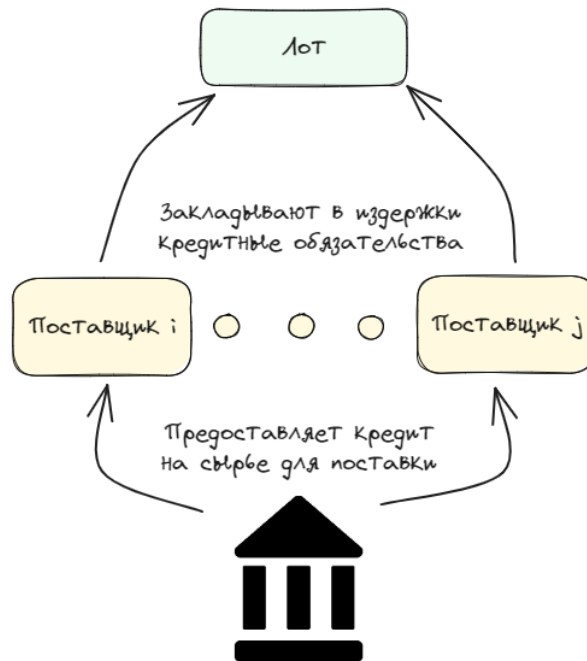 Лот
Закладывают в издержки
кредитные обязательства
Поставщик i
Поставщик j
Предоставляет кредит
на сырье для поставки